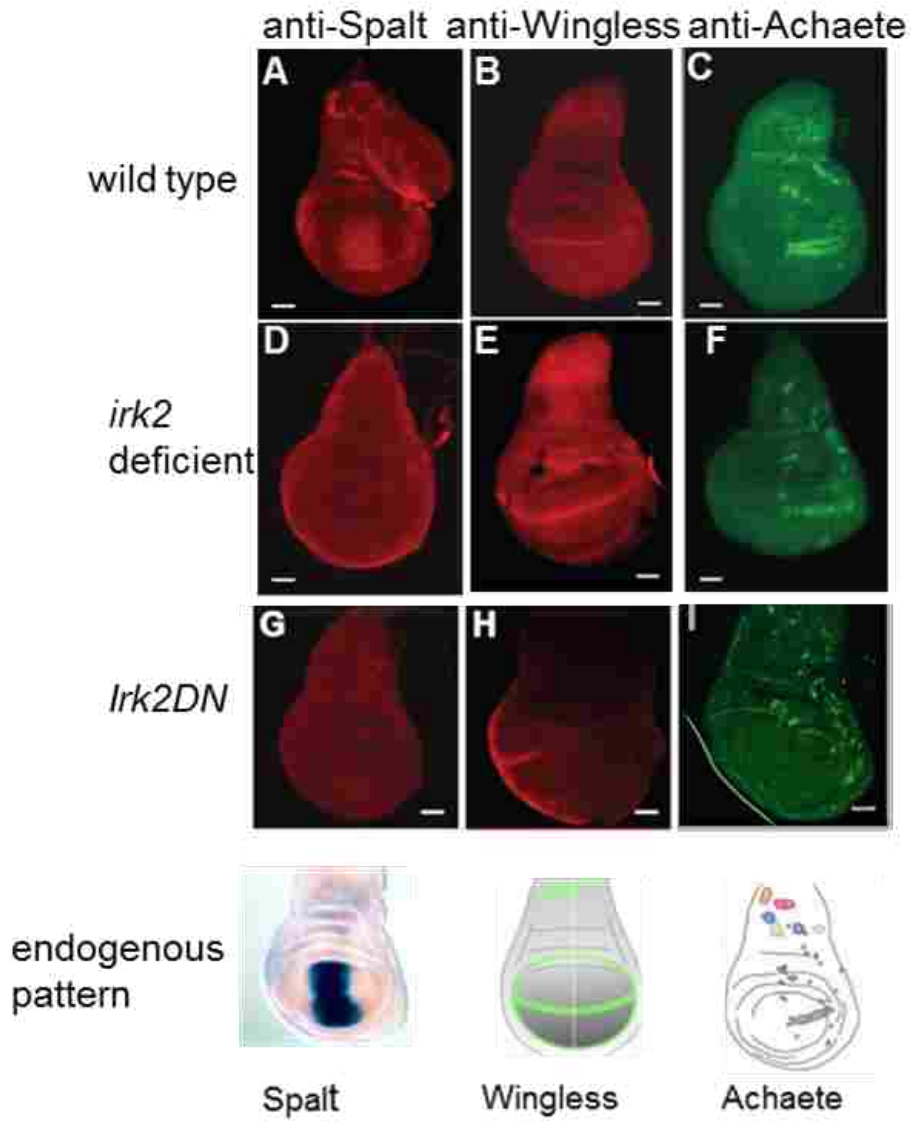 anti-Spalt anti-Wingless anti-Achaete
A B C
wild type
D E F
irk2
deficient
G H I
Irk2DN
endogenous
pattern
Spalt Wingless Achaete